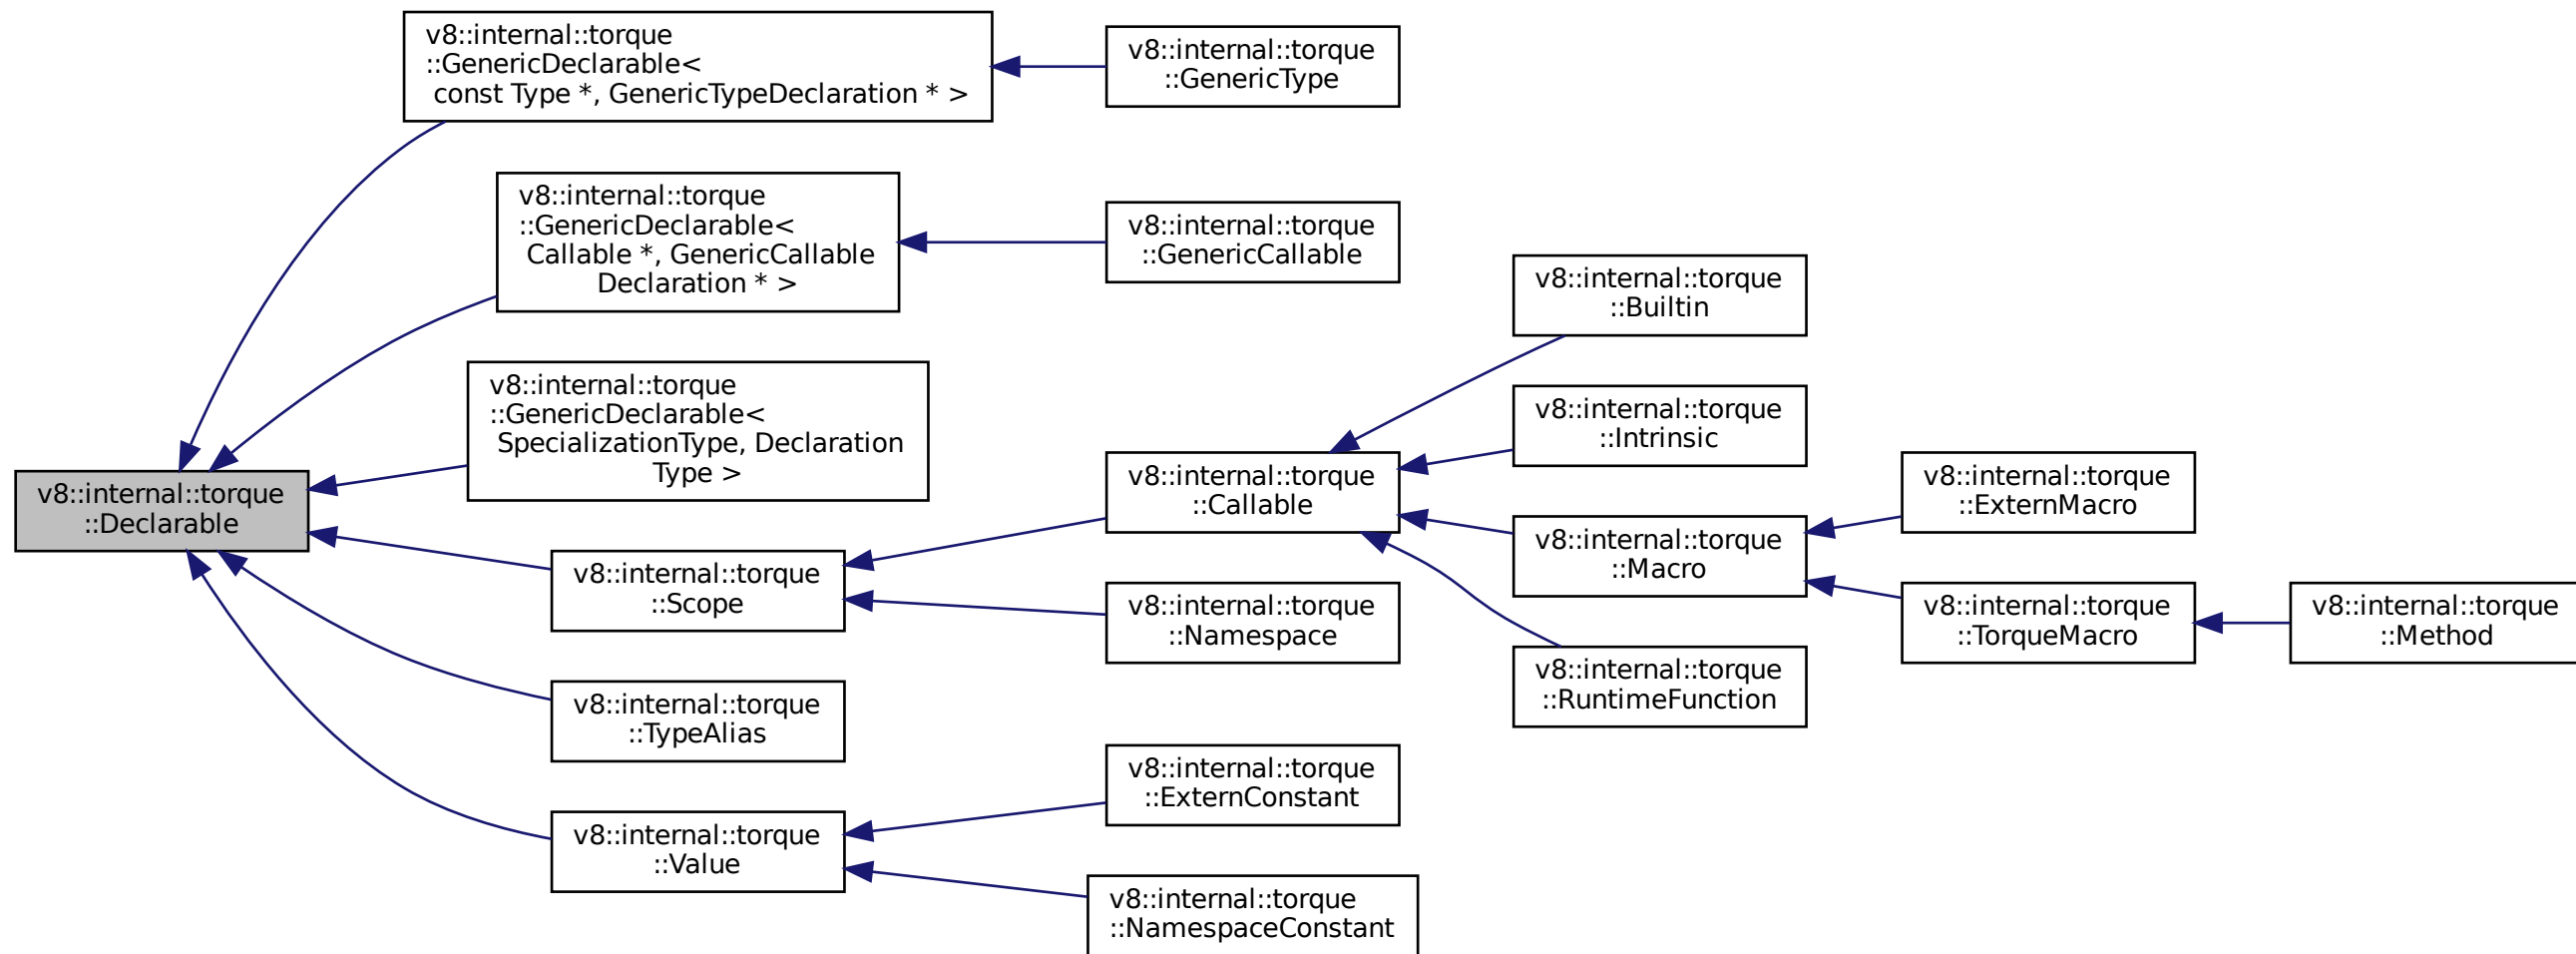 v8::internal::torque
::GenericDeclarable<
const Type *, GenericTypeDeclaration * >
v8::internal::torque
::GenericType
v8::internal::torque
::GenericDeclarable<
Callable *, GenericCallable
Declaration * >
v8::internal::torque
::GenericCallable
v8::internal::torque
::Builtin
v8::internal::torque
::GenericDeclarable<
SpecializationType, Declaration
Type >
v8::internal::torque
::Intrinsic
v8::internal::torque
::Declarable
v8::internal::torque
::Callable
v8::internal::torque
::ExternMacro
v8::internal::torque
::Macro
v8::internal::torque
::Scope
v8::internal::torque
::Namespace
v8::internal::torque
::TorqueMacro
v8::internal::torque
::Method
v8::internal::torque
::RuntimeFunction
v8::internal::torque
::TypeAlias
v8::internal::torque
::ExternConstant
v8::internal::torque
::Value
v8::internal::torque
::NamespaceConstant